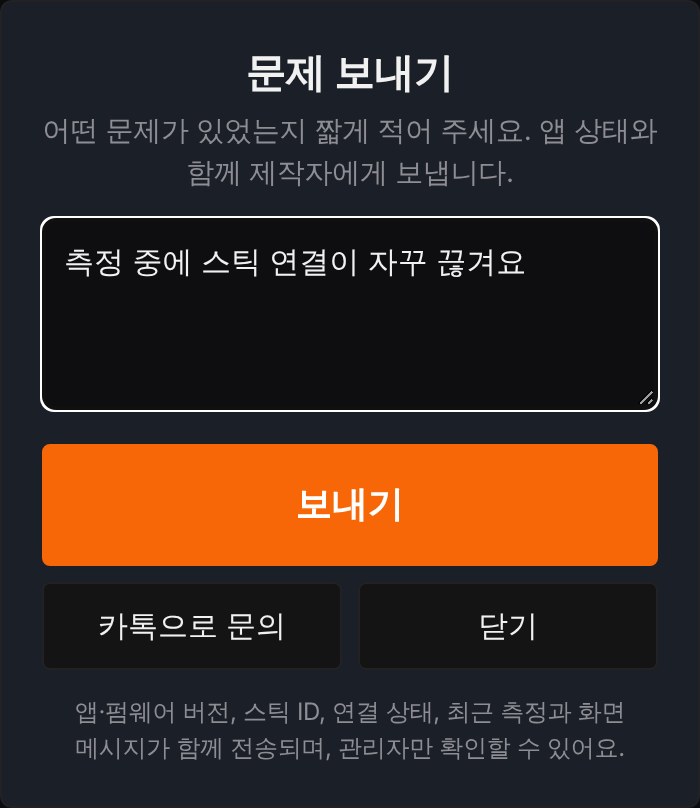 문제 보내기
어떤 문제가 있었는지 짧게 적어 주세요. 앱 상태와
함께 제작자에게 보냅니다.
측정 중에 스틱 연결이 자꾸 끊겨요
보내기
카톡으로 문의
닫기
앱·펌웨어 버전, 스틱 ID, 연결 상태, 최근 측정과 화면
메시지가 함께 전송되며, 관리자만 확인할 수 있어요.